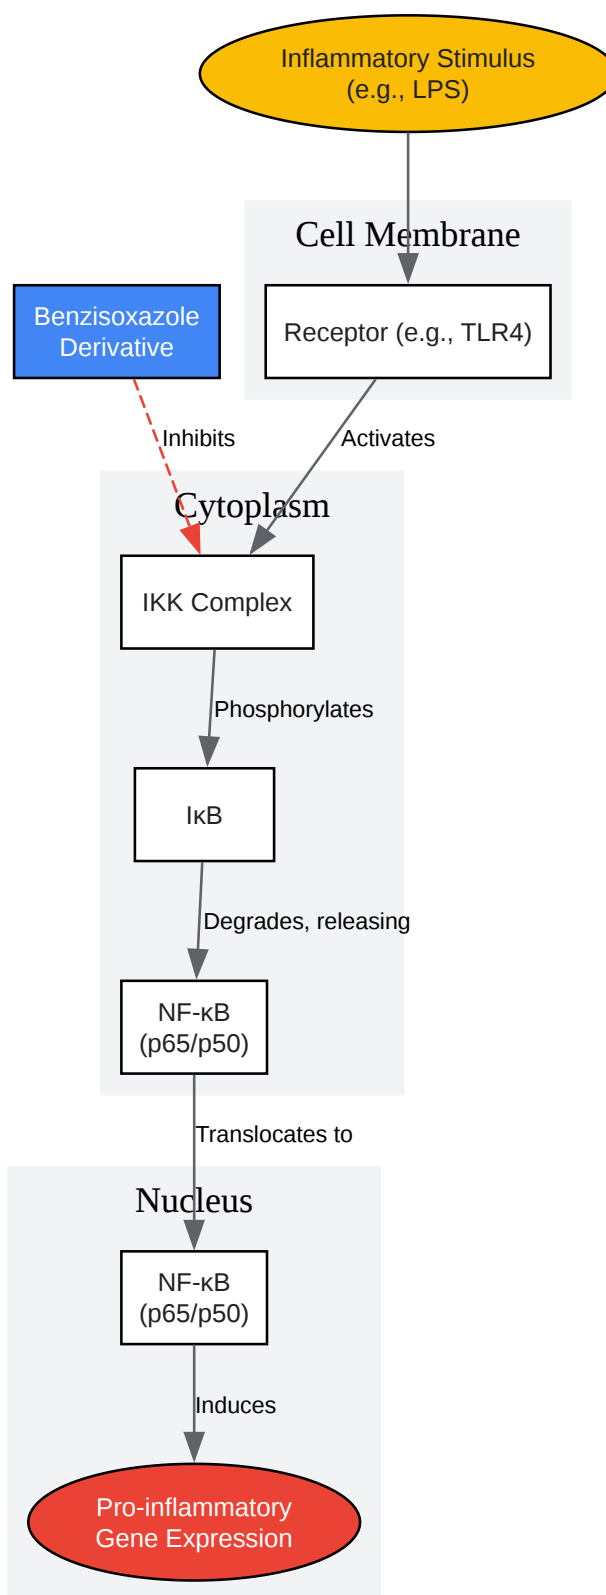 Inflammatory Stimulus
(e.g., LPS)
Cell Membrane
Benzisoxazole
Derivative
Receptor (e.g., TLR4)
Inhibits
Activates
Cytoplasm
IKK Complex
Phosphorylates
IκB
Degrades, releasing
NF-κB
(p65/p50)
Translocates to
Nucleus
NF-κB
(p65/p50)
Induces
Pro-inflammatory
Gene Expression